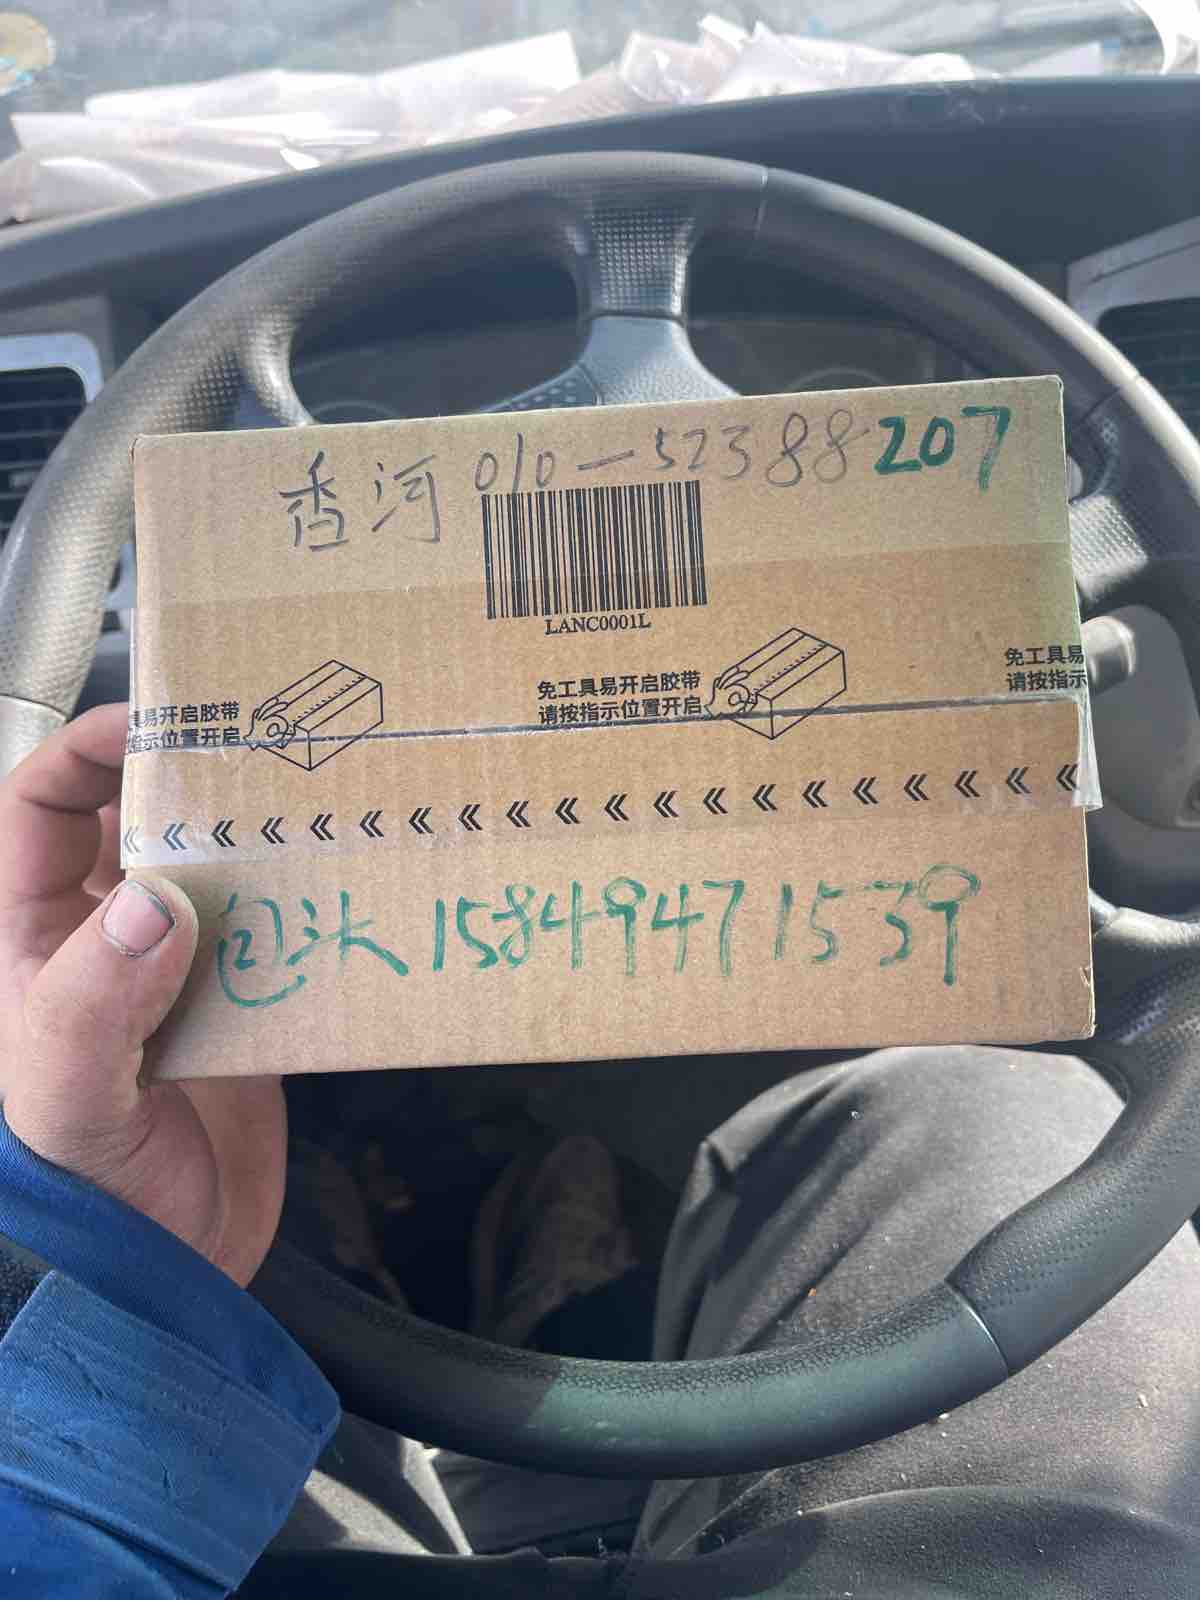 香河 010-52388207
LANC0001L
具易开启胶带
指示位置开启
免工具易开启胶带
请按指示位置开启
免工具易
请按指示
包头 15849471539